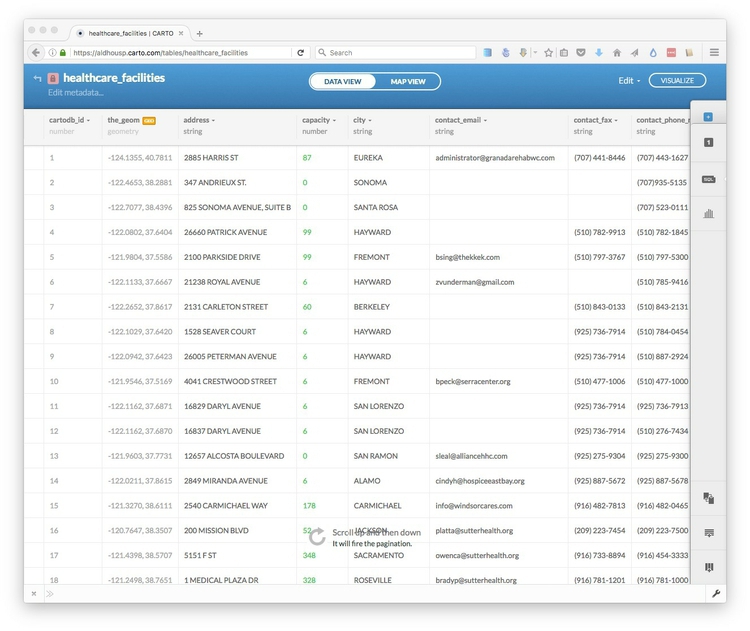 healthcare_facilities | CARTO × +
https://aldhousp.carto.com/tables/healthcare_facilities Search
healthcare_facilities DATA VIEW MAP VIEW Edit VISUALIZE
Edit metadata...
cartodb_id the_geom GEO address capacity city contact_email contact_fax contact_phone_n
number geometry string number string string string string
1 -124.1355, 40.7811 2885 HARRIS ST 87 EUREKA administrator@granadarehabwc.com (707) 441-8446 (707) 443-1627
1
2 -122.4653, 38.2881 347 ANDRIEUX ST. 0 SONOMA (707)935-5135
SQL
3 -122.7077, 38.4396 825 SONOMA AVENUE, SUITE B 0 SANTA ROSA (707) 523-0111
4 -122.0802, 37.6404 26660 PATRICK AVENUE 99 HAYWARD (510) 782-9913 (510) 782-1845
5 -121.9804, 37.5586 2100 PARKSIDE DRIVE 99 FREMONT bsing@thekkek.com (510) 797-3767 (510) 797-5300
6 -122.1133, 37.6667 21238 ROYAL AVENUE 6 HAYWARD zvunderman@gmail.com (510) 785-9416
7 -122.2652, 37.8617 2131 CARLETON STREET 60 BERKELEY (510) 843-0133 (510) 843-2131
8 -122.1029, 37.6420 1528 SEAVER COURT 6 HAYWARD (925) 736-7914 (510) 784-0454
9 -122.0942, 37.6423 26005 PETERMAN AVENUE 6 HAYWARD (925) 736-7914 (510) 887-2924
10 -121.9546, 37.5169 4041 CRESTWOOD STREET 6 FREMONT bpeck@serracenter.org (510) 477-1006 (510) 477-1000
11 -122.1162, 37.6871 16829 DARYL AVENUE 6 SAN LORENZO (925) 736-7914 (925) 736-7913
12 -122.1162, 37.6870 16837 DARYL AVENUE 6 SAN LORENZO (925) 736-7914 (510) 276-7434
13 -121.9603, 37.7731 12657 ALCOSTA BOULEVARD 0 SAN RAMON sleal@alliancehhc.com (925) 275-9304 (925) 275-9300
14 -122.0211, 37.8615 2849 MIRANDA AVENUE 6 ALAMO cindyh@hospiceeastbay.org (925) 887-5672 (925) 887-5678
15 -121.3270, 38.6111 2540 CARMICHAEL WAY 178 CARMICHAEL info@windsorcares.com (916) 482-7813 (916) 482-0465
16 -120.7647, 38.3507 200 MISSION BLVD 52 JACKSON platta@sutterhealth.org (209) 223-7454 (209) 223-7500
Scroll up and then down
It will fire the pagination.
17 -121.4398, 38.5707 5151 F ST 348 SACRAMENTO owenca@sutterhealth.org (916) 733-8894 (916) 454-3333
18 -121.2498, 38.7651 1 MEDICAL PLAZA DR 328 ROSEVILLE bradyp@sutterhealth.org (916) 781-1201 (916) 781-1000